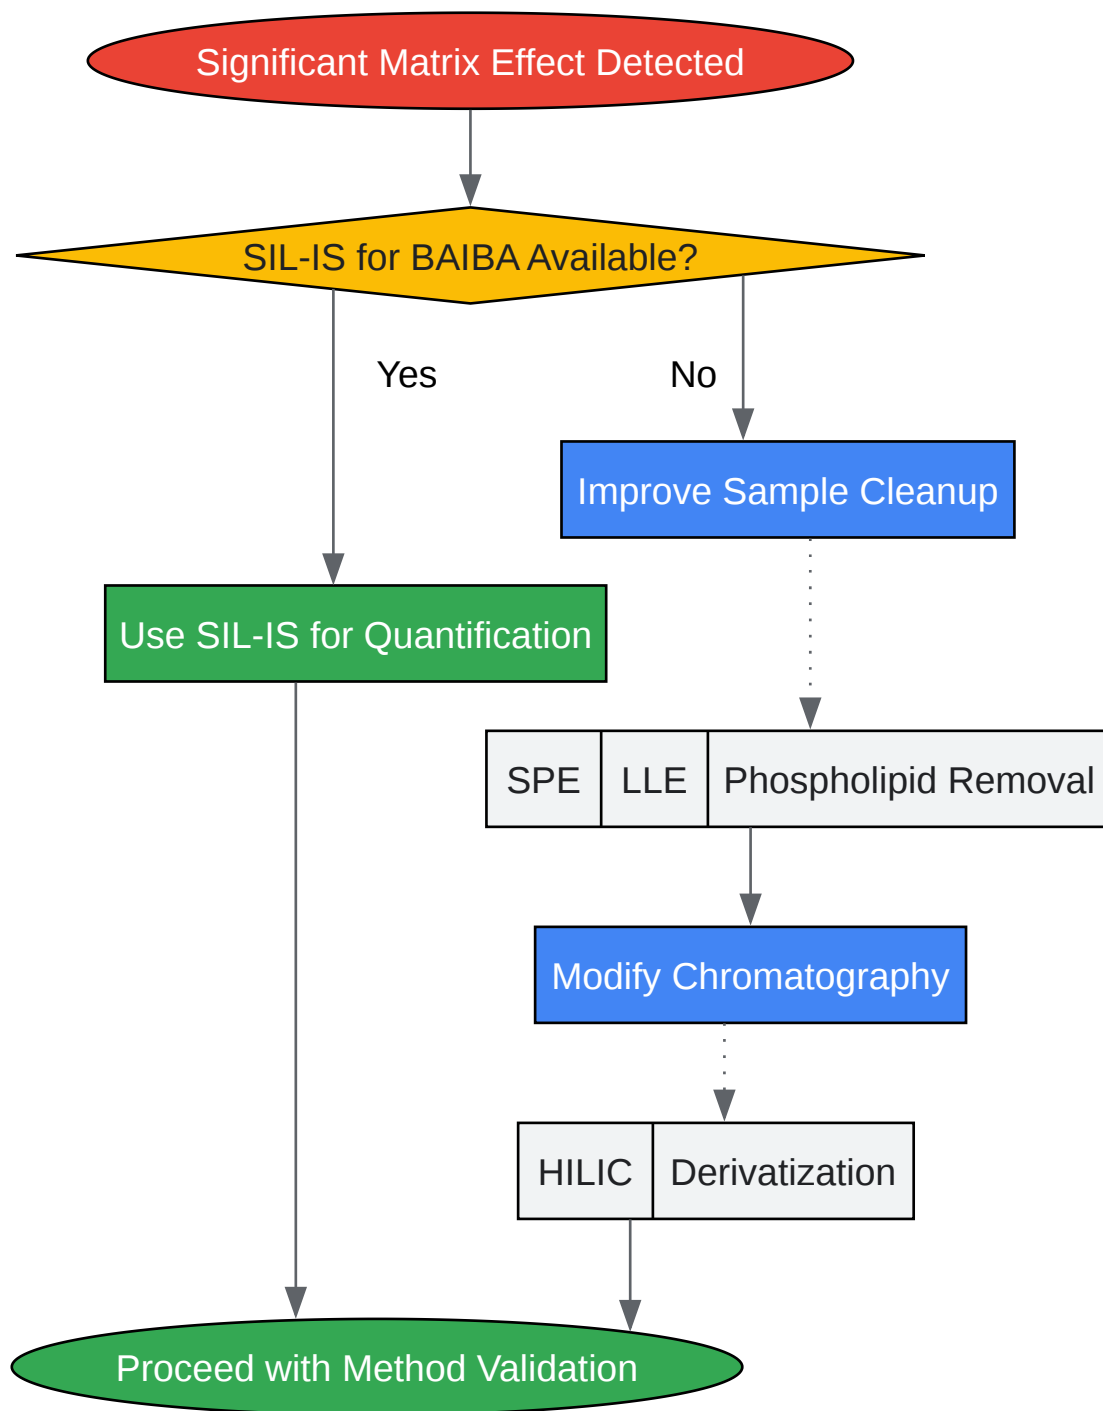 Significant Matrix Effect Detected
SIL-IS for BAIBA Available?
Yes
No
Improve Sample Cleanup
Use SIL-IS for Quantification
SPE
LLE
Phospholipid Removal
Modify Chromatography
HILIC
Derivatization
Proceed with Method Validation